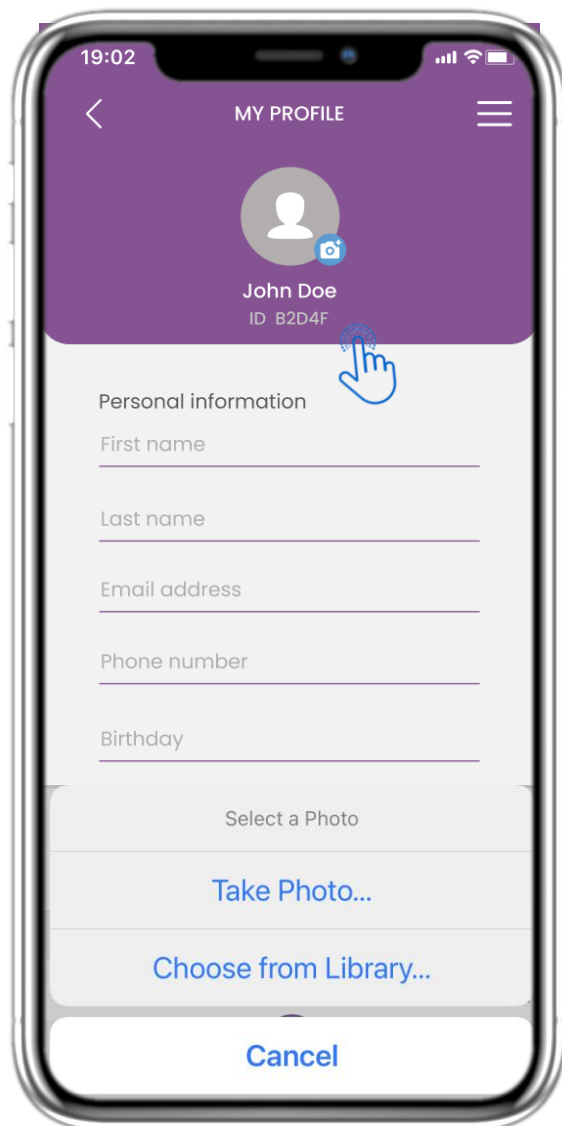 19:02
MY PROFILE
John Doe
ID B2D4F
Personal information
First name
Last name
Email address
Phone number
Birthday
Select a Photo
Take Photo...
Choose from Library...
Cancel